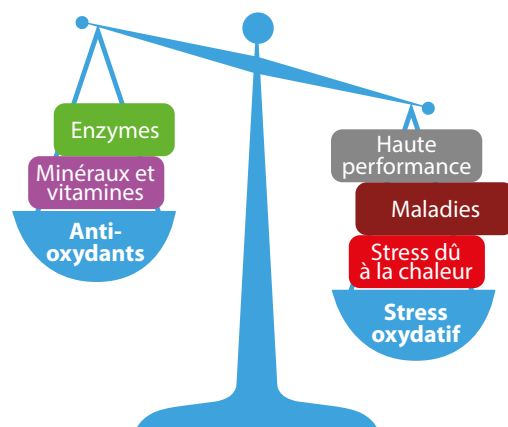 Enzymes
Minéraux et
vitamines
Anti-
oxydants
Haute
performance
Maladies
Stress dû
à la chaleur
Stress
oxydatif